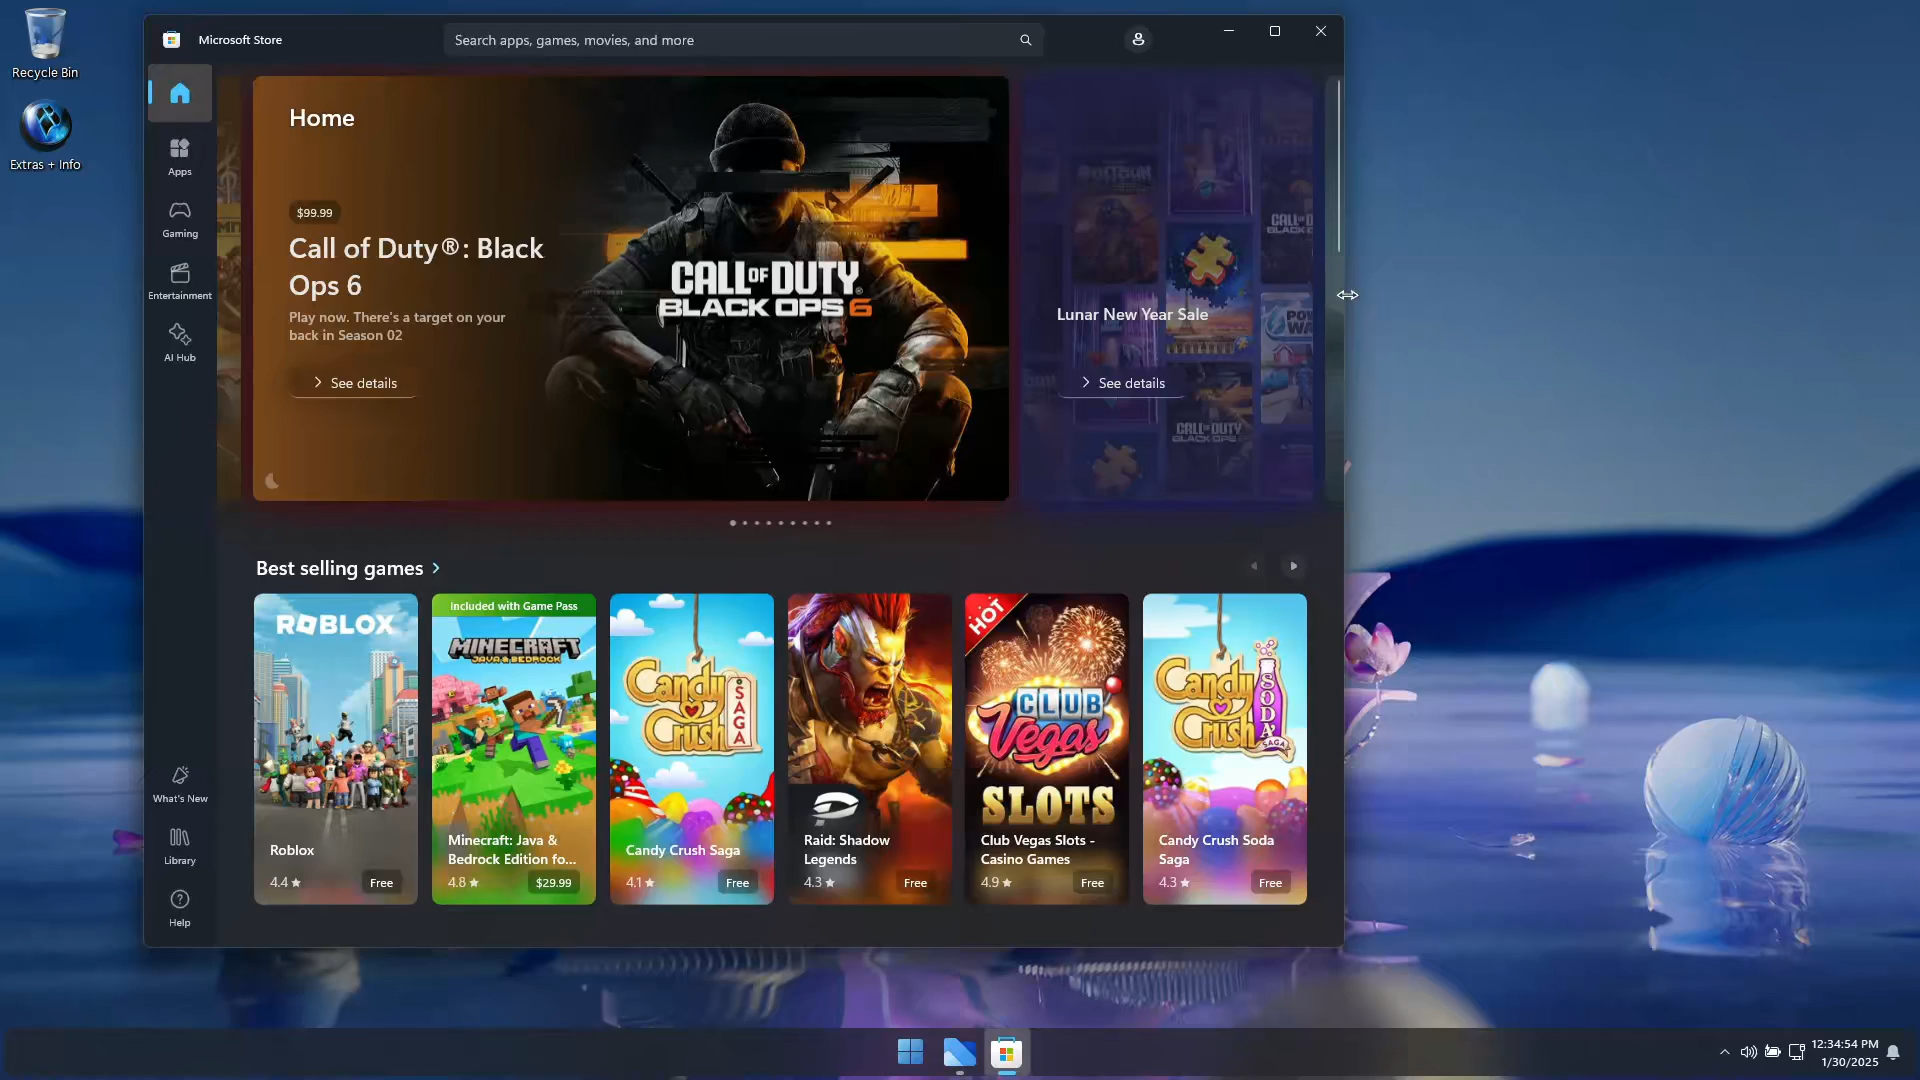 Recycle Bin
Extras + Info
Microsoft Store
Search apps, games, movies, and more
Home
Apps
Gaming
Entertainment
AI Hub
What's New
Library
Help
$99.99
Call of Duty®: Black
Ops 6
Play now. There's a target on your
back in Season 02
See details
CALL OF DUTY®
BLACK OPS 6
Lunar New Year Sale
See details
CALL OF DUTY
BLACK OPS
Best selling games
ROBLOX
Roblox
4.4
Free
Included with Game Pass
MINECRAFT
JAVA & BEDROCK
Minecraft: Java &
Bedrock Edition fo...
4.8
$29.99
Candy
Crush
SAGA
Candy Crush Saga
4.1
Free
Raid: Shadow
Legends
4.3
Free
HOT
CLUB
Vegas
SLOTS
Club Vegas Slots -
Casino Games
4.9
Free
Candy
Crush
SODA
SAGA
Candy Crush Soda
Saga
4.3
Free
12:34:54 PM
1/30/2025